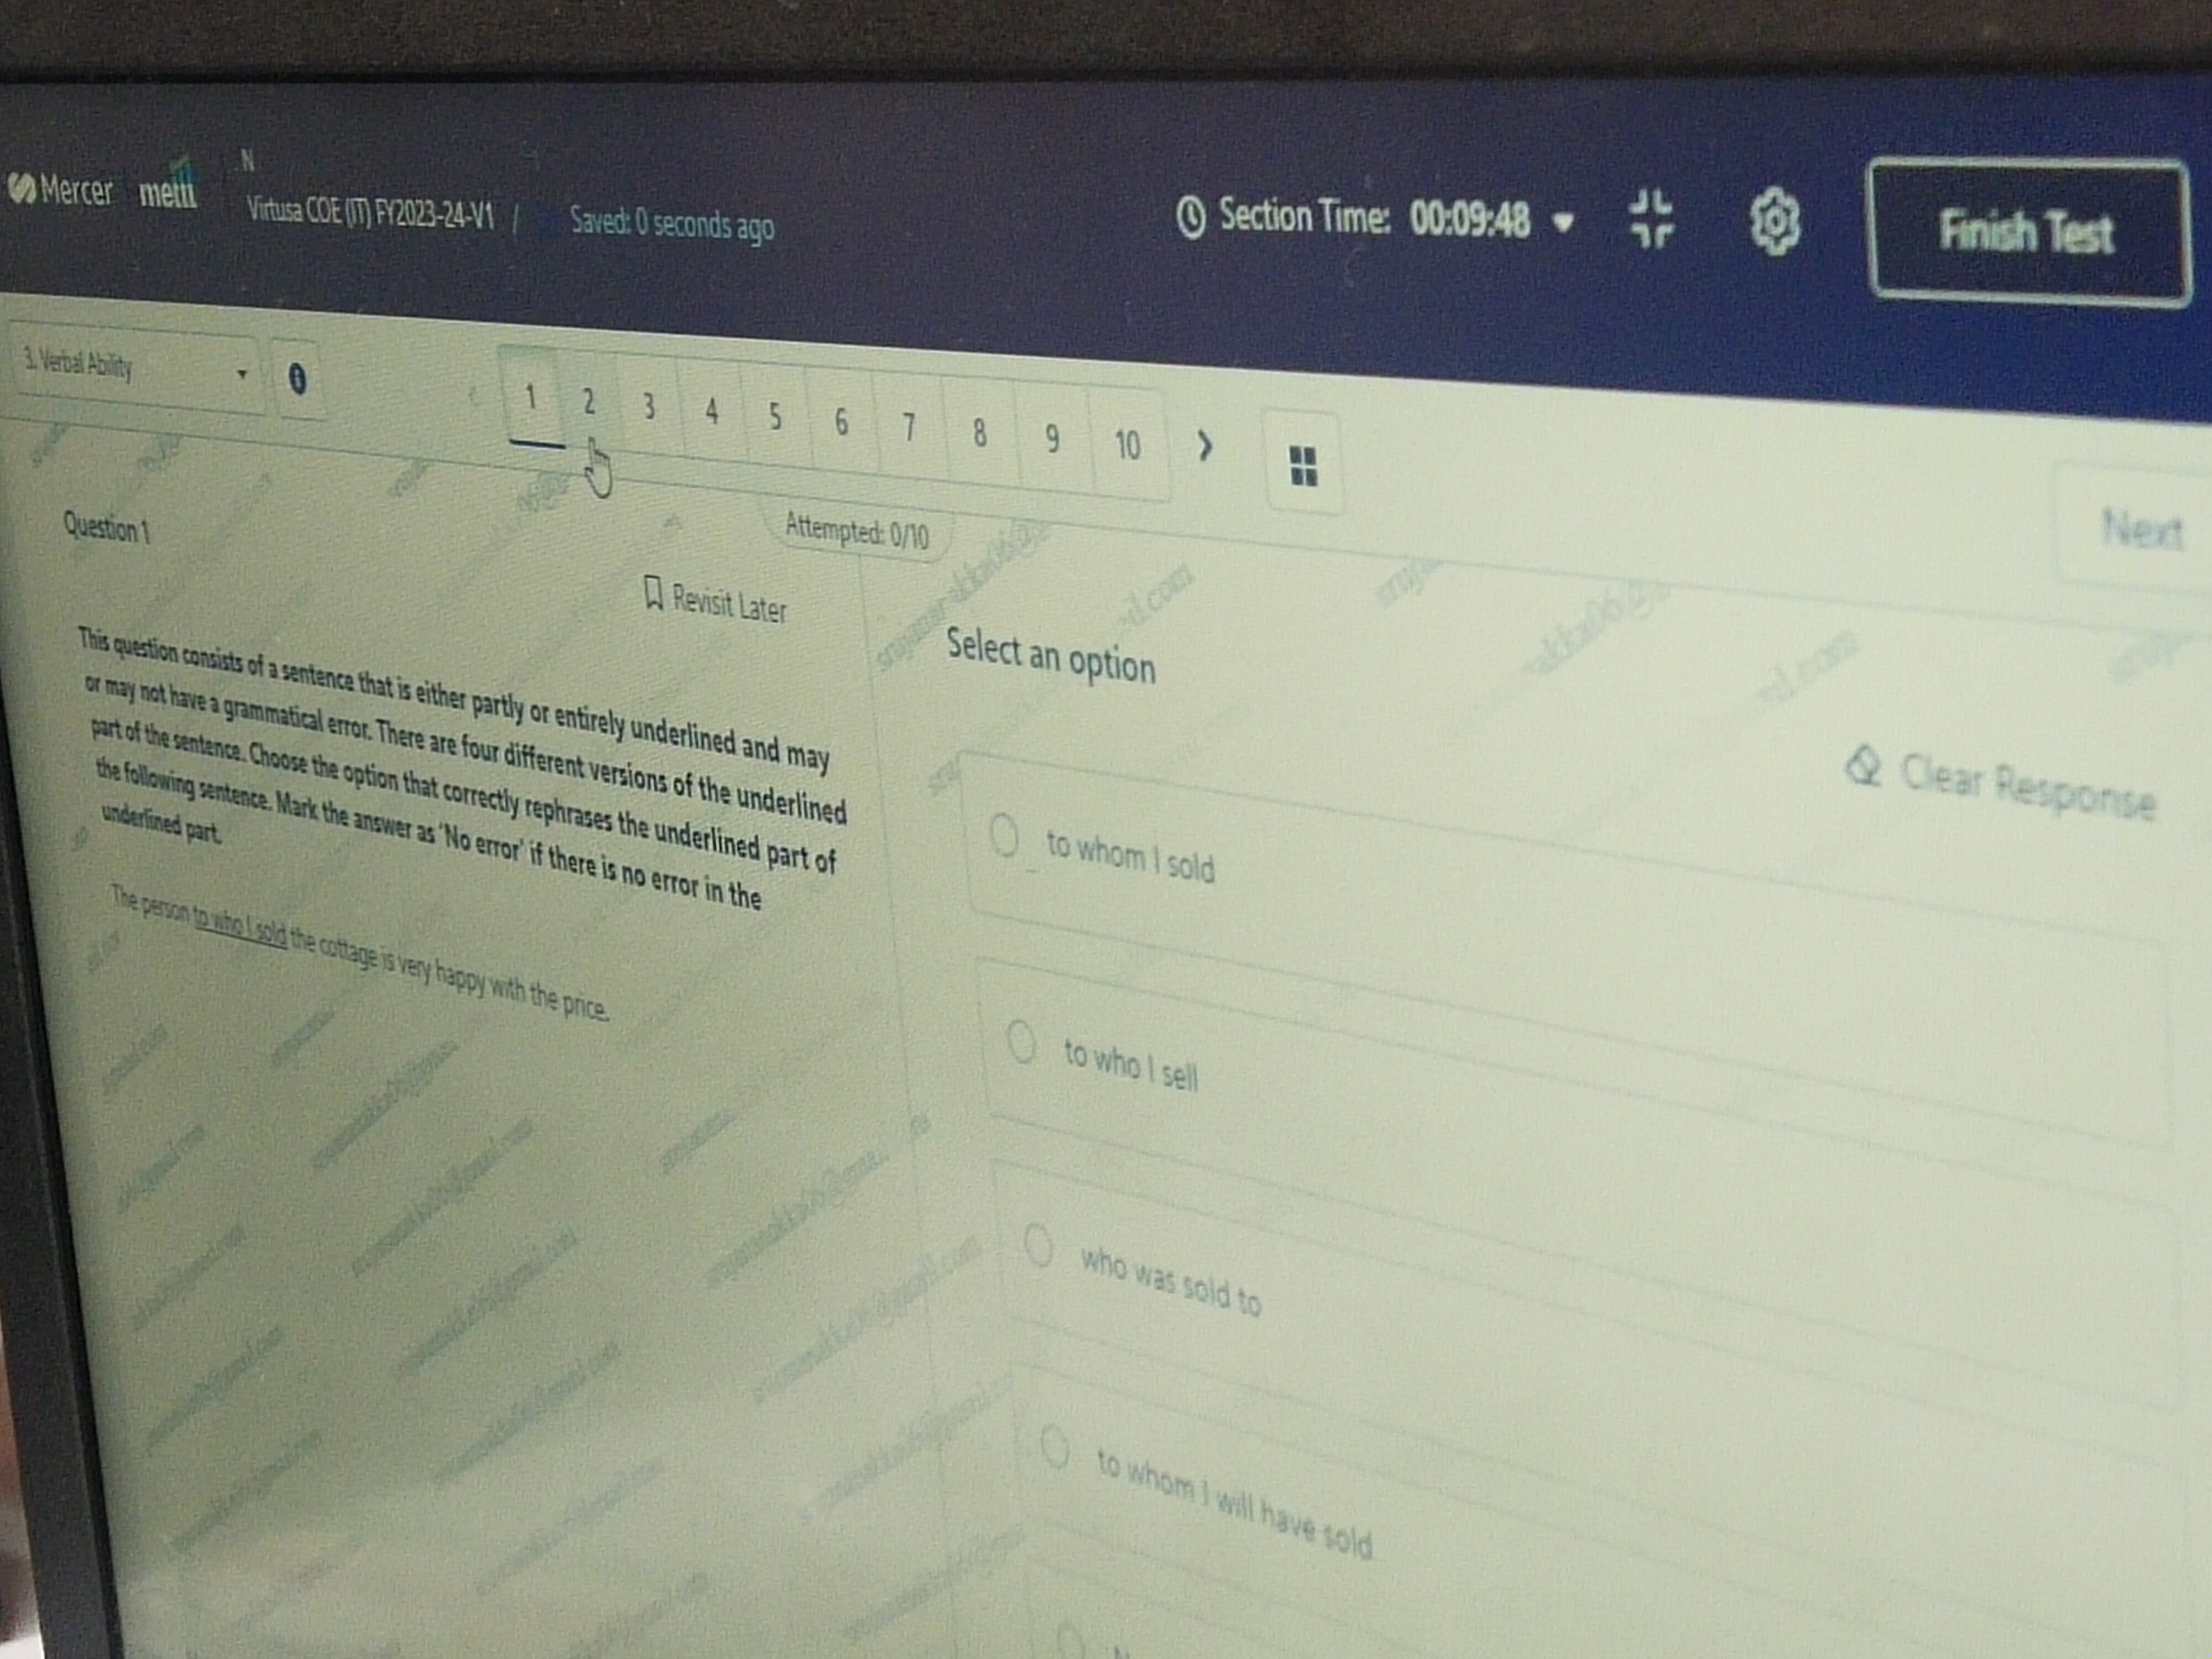 Mercer mettl
N
Virtusa COE (IT) FY2023-24-V1 /
Saved: 0 seconds ago
Section Time: 00:09:48
Finish Test
3. Verbal Ability
1 2 3 4 5 6 7 8 9 10
Next
Attempted: 0/10
Question 1
Revisit Later
This question consists of a sentence that is either partly or entirely underlined and may
or may not have a grammatical error. There are four different versions of the underlined
part of the sentence. Choose the option that correctly rephrases the underlined part of
the following sentence. Mark the answer as 'No error' if there is no error in the
underlined part.
The person to who I sold the cottage is very happy with the price.
Select an option
Clear Response
to whom I sold
to who I sell
who was sold to
to whom I will have sold